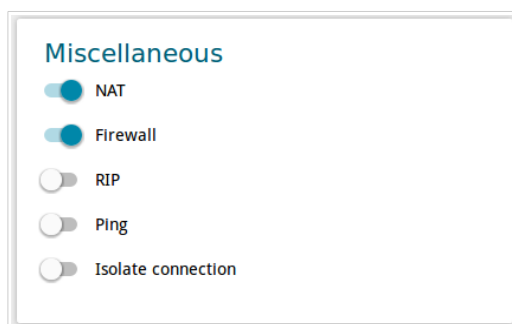 Miscellaneous
NAT
Firewall
RIP
Ping
Isolate connection